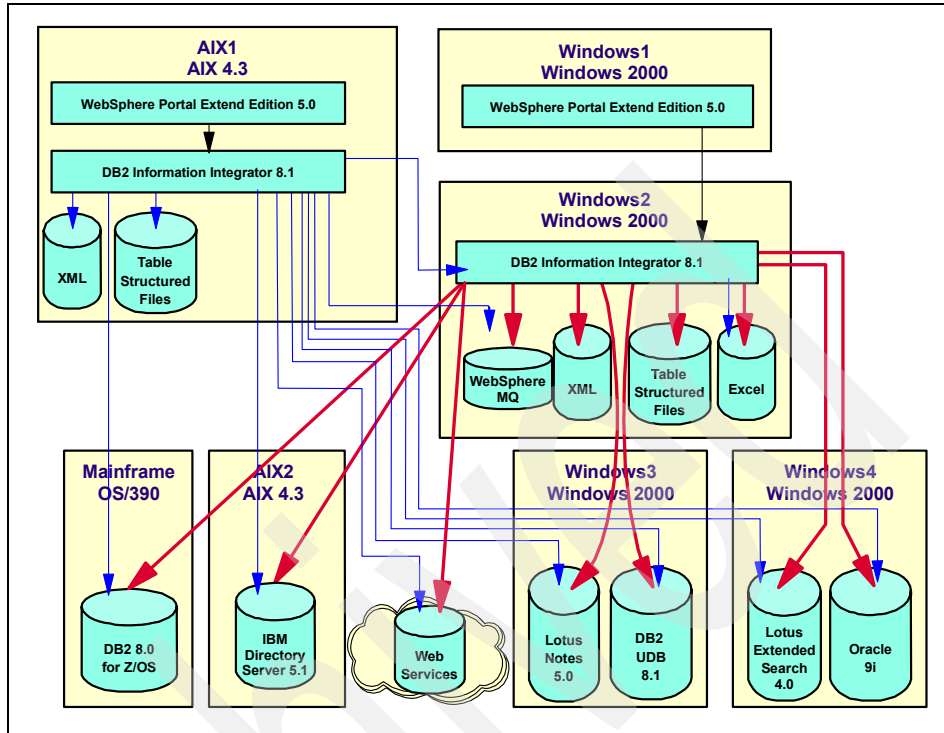 AIX1
AIX 4.3
WebSphere Portal Extend Edition 5.0
DB2 Information Integrator 8.1
XML
Table
Structured
Files
Windows1
Windows 2000
WebSphere Portal Extend Edition 5.0
Windows2
Windows 2000
DB2 Information Integrator 8.1
WebSphere
MQ
XML
Table
Structured
Files
Excel
Mainframe
OS/390
DB2 8.0
for Z/OS
AIX2
AIX 4.3
IBM
Directory
Server 5.1
Web
Services
Windows3
Windows 2000
Lotus
Notes
5.0
DB2
UDB
8.1
Windows4
Windows 2000
Lotus
Extended
Search
4.0
Oracle
9i